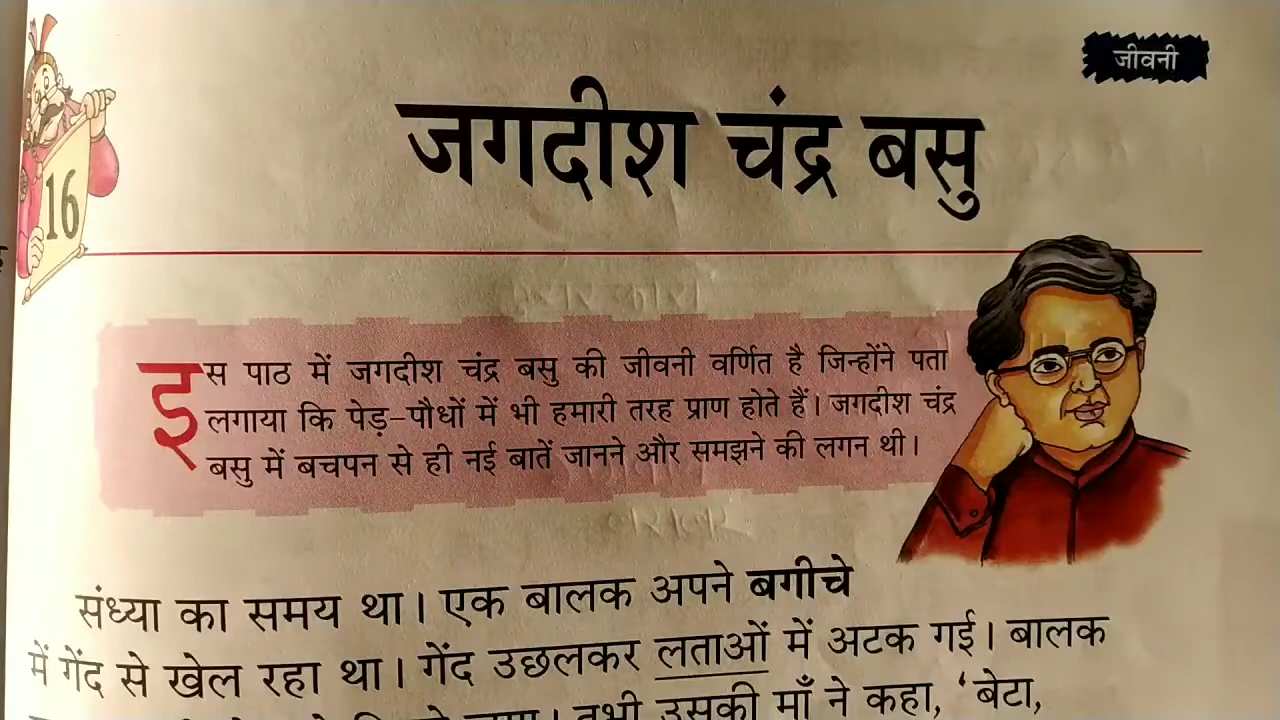 जीवनी
जगदीश चंद्र बसु
16
इस पाठ में जगदीश चंद्र बसु की जीवनी वर्णित है जिन्होंने पता
लगाया कि पेड़-पौधों में भी हमारी तरह प्राण होते हैं। जगदीश चंद्र
बसु में बचपन से ही नई बातें जानने और समझने की लगन थी।
संध्या का समय था। एक बालक अपने बगीचे
में गेंद से खेल रहा था। गेंद उछलकर लताओं में अटक गई। बालक
तभी उसकी माँ ने कहा, ‘बेटा,